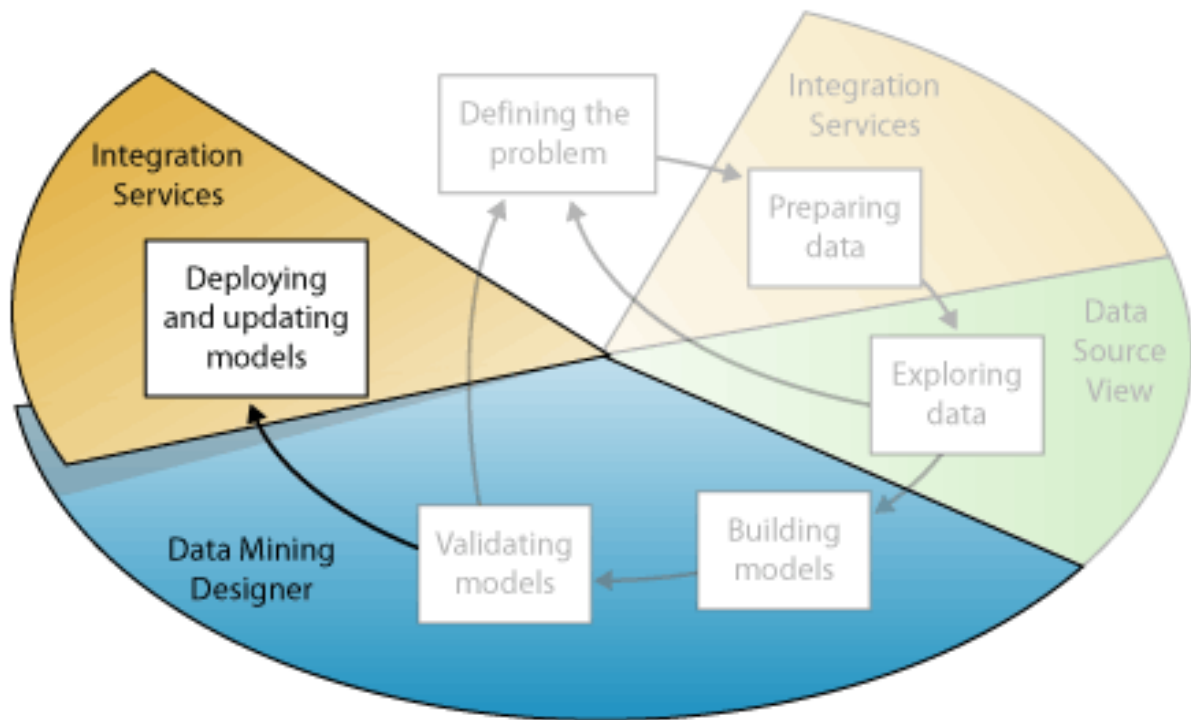 Integration
Services
Deploying
and updating
models
Defining the
problem
Integration
Services
Preparing
data
Data
Source
View
Exploring
data
Building
models
Validating
models
Data Mining
Designer